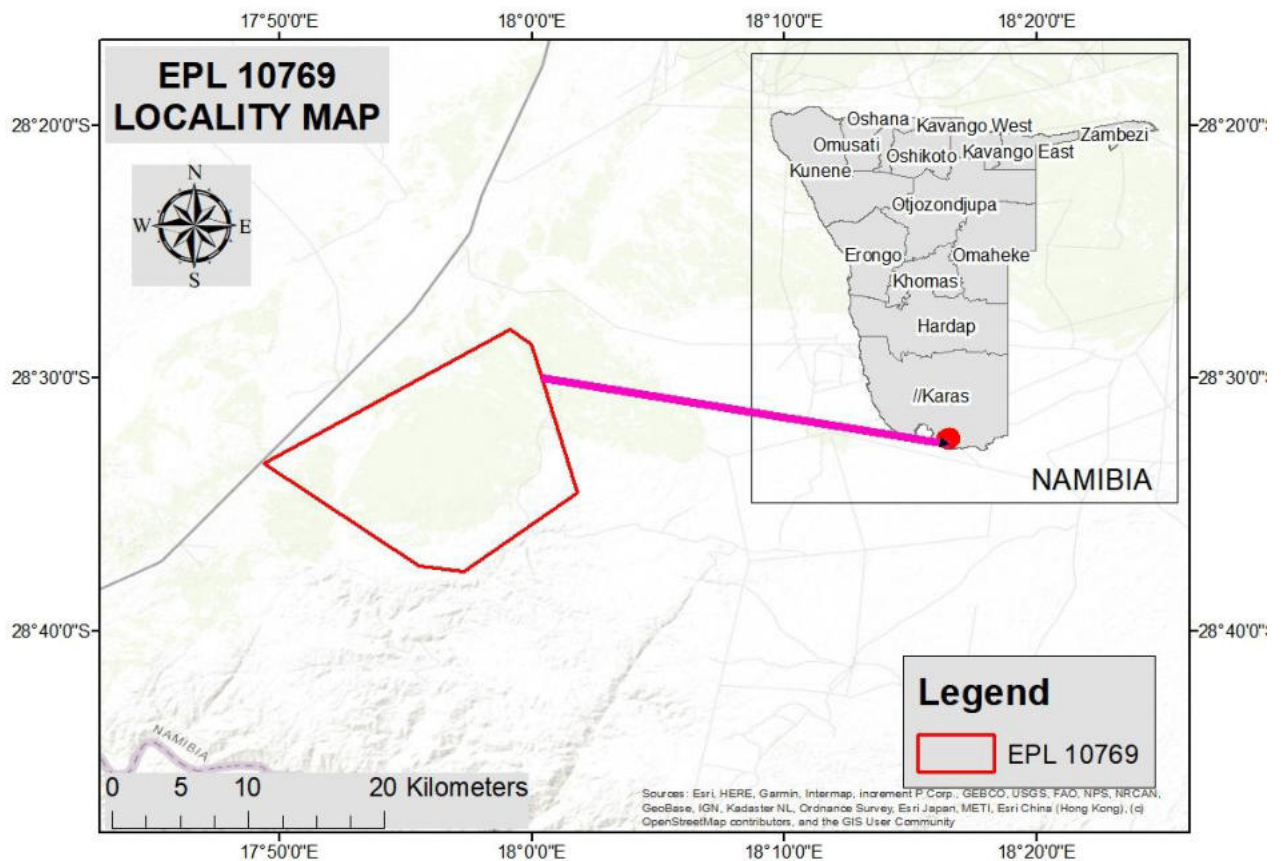 17°50'0"E 18°0'0"E 18°10'0"E 18°20'0"E
EPL 10769
LOCALITY MAP
N
W E
S
28°20'0"S
28°30'0"S
28°40'0"S
Oshana
Kavango West
Zambezi
Omusati
Oshikoto
Kavango East
Kunene
Otjozondjupa
Erongo
Omaheke
Khomas
Hardap
//Karas
NAMIBIA
28°20'0"S
28°30'0"S
28°40'0"S
Legend
EPL 10769
NAMIBIA
0 5 10 20 Kilometers
Sources: Esri, HERE, Garmin, Intermap, increment P Corp., GEBCO, USGS, FAO, NPS, NRCAN,
GeoBase, IGN, Kadaster NL, Ordnance Survey, Esri Japan, METI, Esri China (Hong Kong), (c)
OpenStreetMap contributors, and the GIS User Community
17°50'0"E 18°0'0"E 18°10'0"E 18°20'0"E